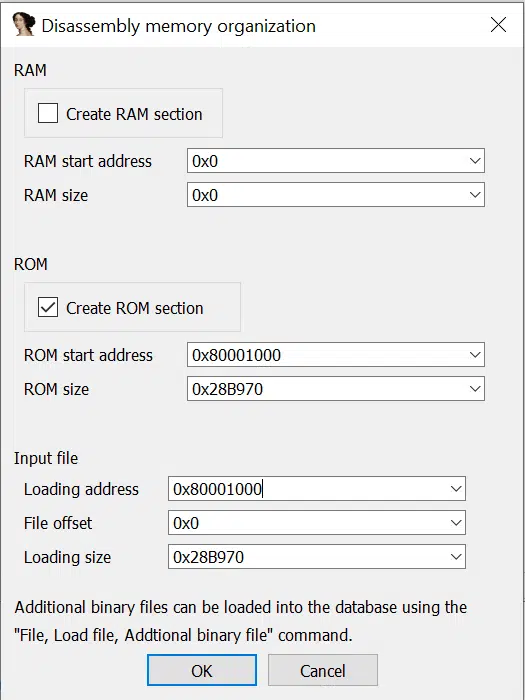 Disassembly memory organization
RAM
Create RAM section
RAM start address 0x0
RAM size 0x0
ROM
Create ROM section
ROM start address 0x80001000
ROM size 0x28B970
Input file
Loading address 0x80001000
File offset 0x0
Loading size 0x28B970
Additional binary files can be loaded into the database using the
"File, Load file, Addtional binary file" command.
OK Cancel